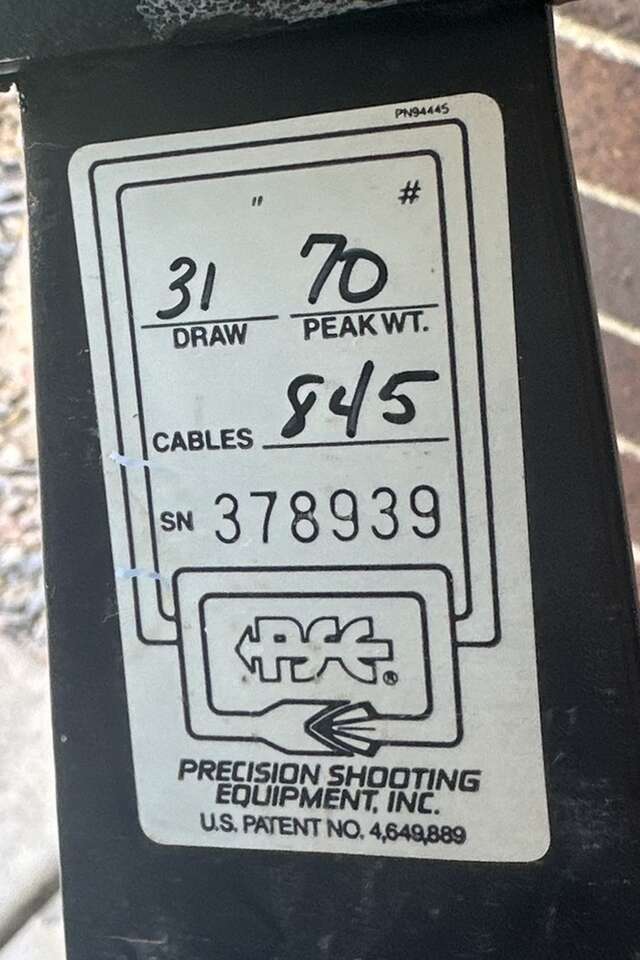 PN94445
" #
31 70
DRAW PEAK WT.
CABLES 845
SN 378939
PSE®
PRECISION SHOOTING
EQUIPMENT, INC.
U.S. PATENT NO. 4,649,889